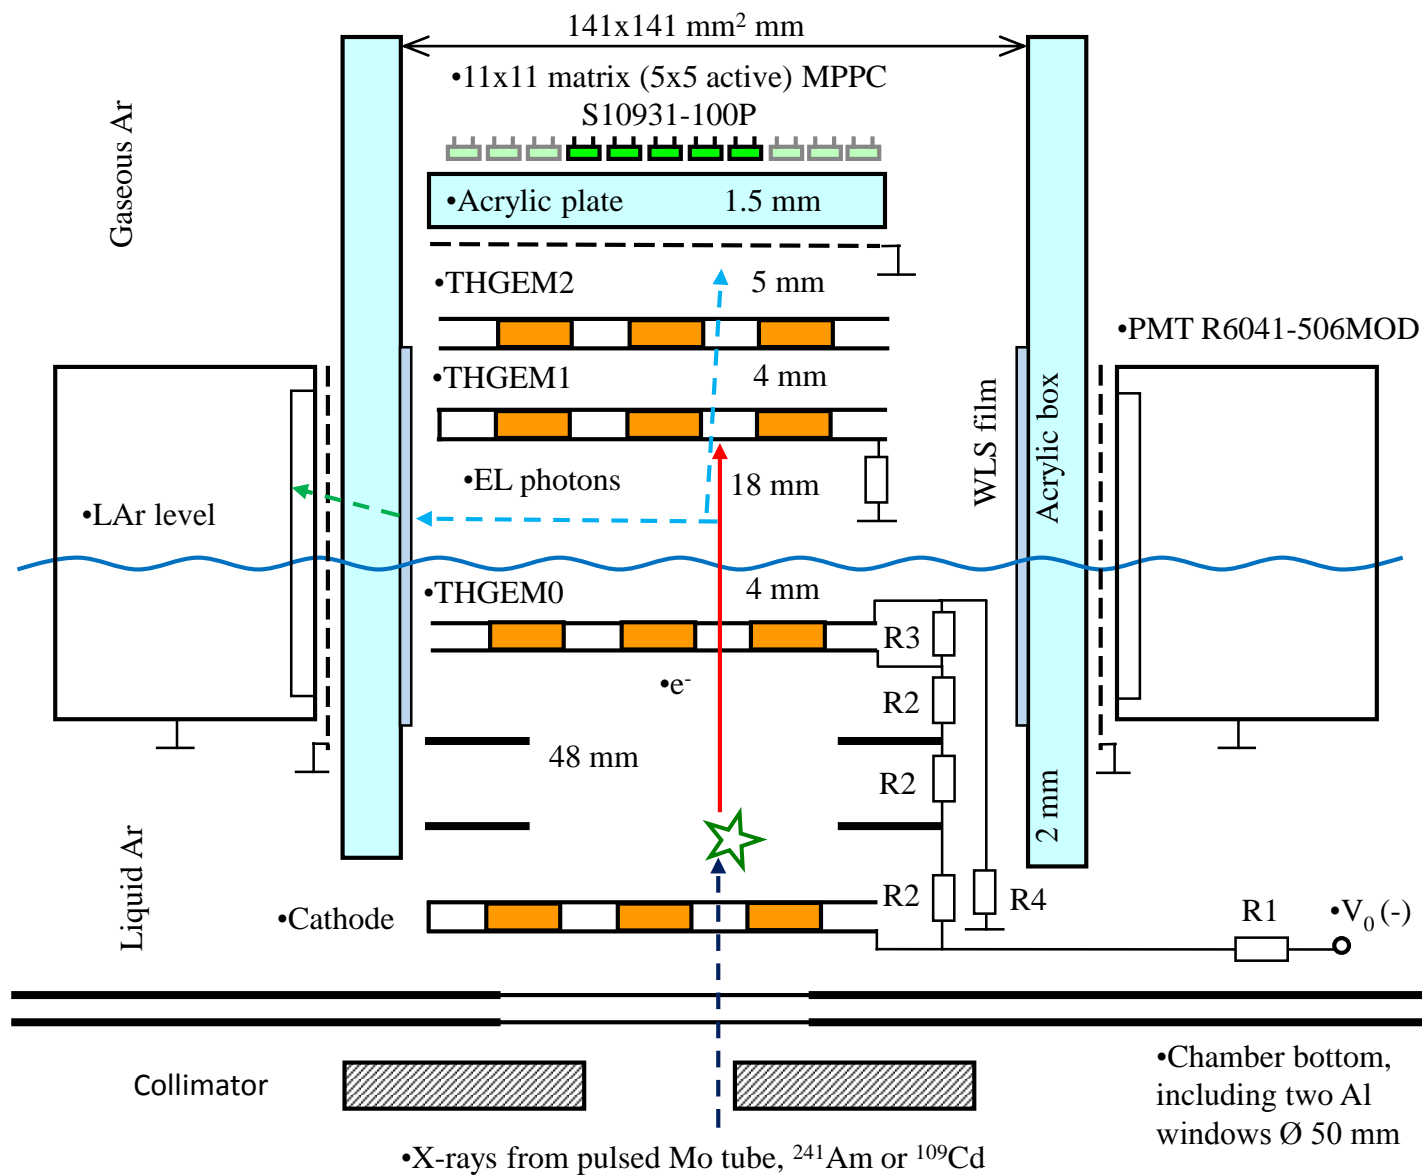 141x141 mm² mm
•11x11 matrix (5x5 active) MPPC
S10931-100P
Gaseous Ar
•Acrylic plate 1.5 mm
•THGEM2 5 mm
•PMT R6041-506MOD
•THGEM1 4 mm
WLS film
Acrylic box
•EL photons 18 mm
•LAr level
•THGEM0 4 mm
R3
•e⁻
R2
48 mm
R2
2 mm
Liquid Ar
•Cathode
R2
R4
R1
•V₀ (-)
Collimator
•Chamber bottom,
including two Al
windows Ø 50 mm
•X-rays from pulsed Mo tube, ²⁴¹Am or ¹⁰⁹Cd